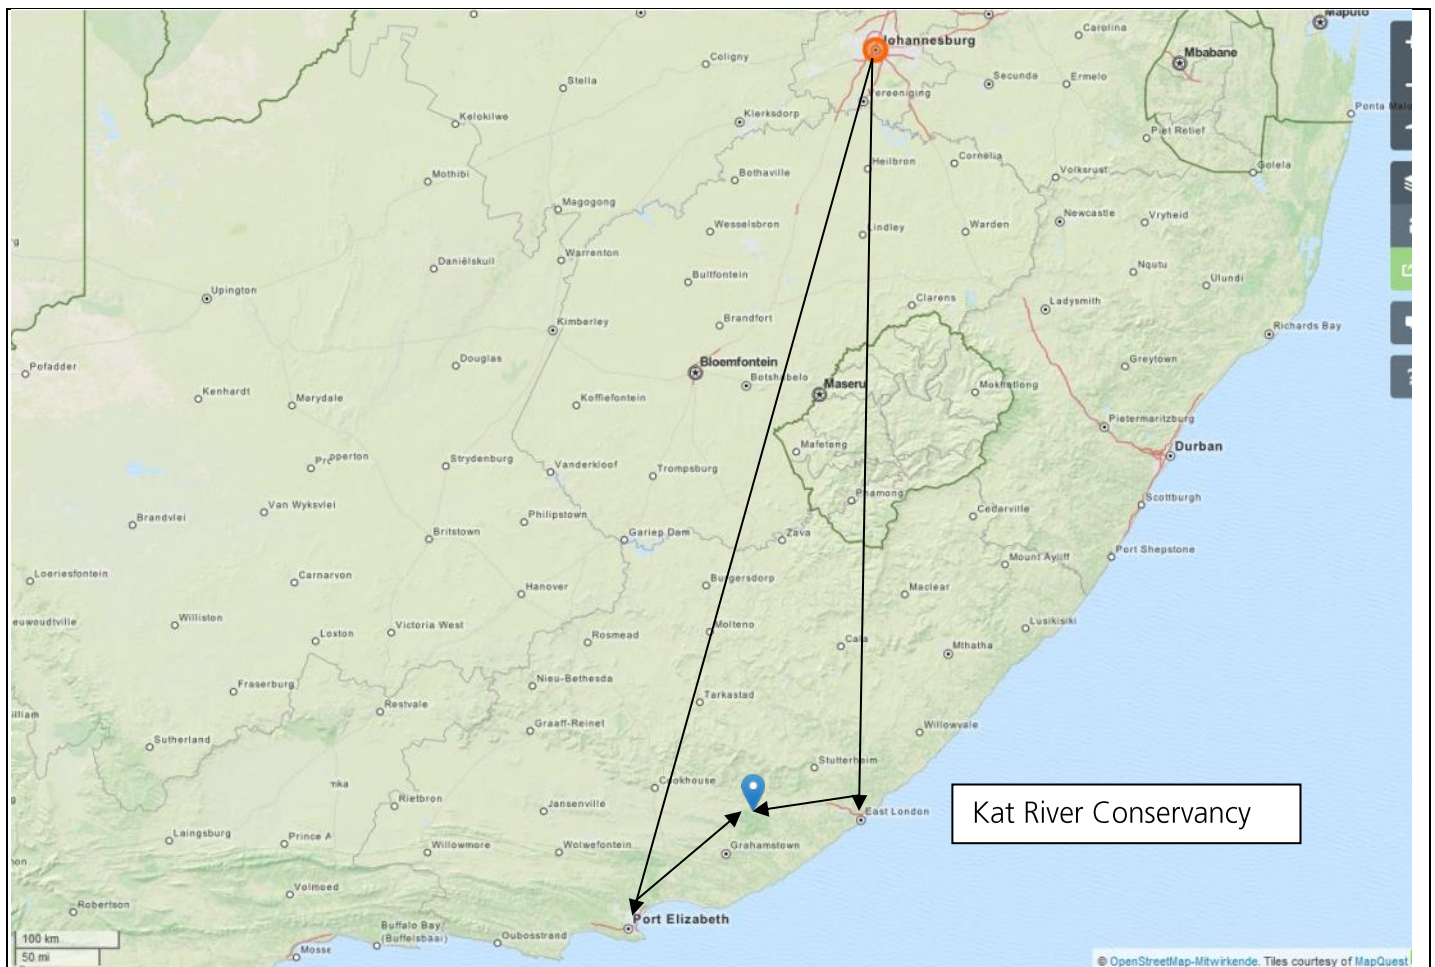 Maputo
Johannesburg
Carolina
Mbabane
Coligny
Stella
Secunda
Ermelo
Vereeniging
Ponta
Klerksdorp
Kelokilwe
Piet Retief
Heilbron
Cornelia
Golela
Volksrust
Bothaville
Mothibi
Magogong
Newcastle
Vryheid
Wesselsbron
Lindley
Warden
Warrenton
Daniëlskuil
Nqutu
Bultfontein
Ulundi
Upington
Clarens
Ladysmith
Brandfort
Kimberley
Richards Bay
Douglas
Bloemfontein
Greytown
Pofadder
Botshabelo
Maseru
Mokhotlong
Kenhardt
Marydale
Koffiefontein
Pietermaritzburg
Mafeteng
Durban
Strydenburg
Vanderkloof
Trompsburg
Phamong
Scottburgh
Van Wyksvlei
Cedarville
Brandvlei
Philipstown
Britstown
Gariep Dam
Zava
Port Shepstone
Mount Ayliff
Loeriesfontein
Carnarvon
Burgersdorp
Hanover
Maclear
euwoudtville
Williston
Victoria West
Molteno
Lusikisiki
Loxton
Rosmead
Cala
Mthatha
Nieu-Bethesda
Fraserburg
Tarkastad
Restvale
illiam
Graaff-Reinet
Willowvale
Sutherland
Stutterheim
Cookhouse
nka
Rietbron
Jansenville
East London
Kat River Conservancy
Laingsburg
Prince A
Willowmore
Wolwefontein
Grahamstown
Volmoed
Robertson
Port Elizabeth
Buffalo Bay
(Buffelsbaai)
Oubosstrand
Mosse
100 km
50 mi
© OpenStreetMap-Mitwirkende. Tiles courtesy of MapQuest